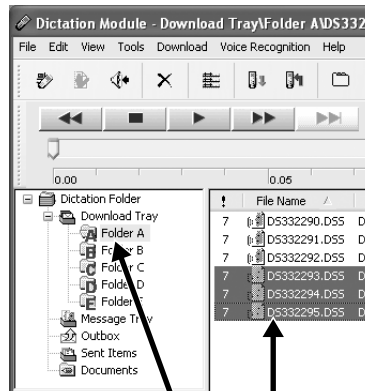 Dictation Module - Download Tray\Folder A\DS332
File Edit View Tools Download Voice Recognition Help
0.00 0.05
Dictation Folder
Download Tray
Folder A
Folder B
Folder C
Folder D
Folder E
Message Tray
Outbox
Sent Items
Documents
! File Name
7 DS332290.DSS D
7 DS332291.DSS D
7 DS332292.DSS D
7 DS332293.DSS D
7 DS332294.DSS D
7 DS332295.DSS D